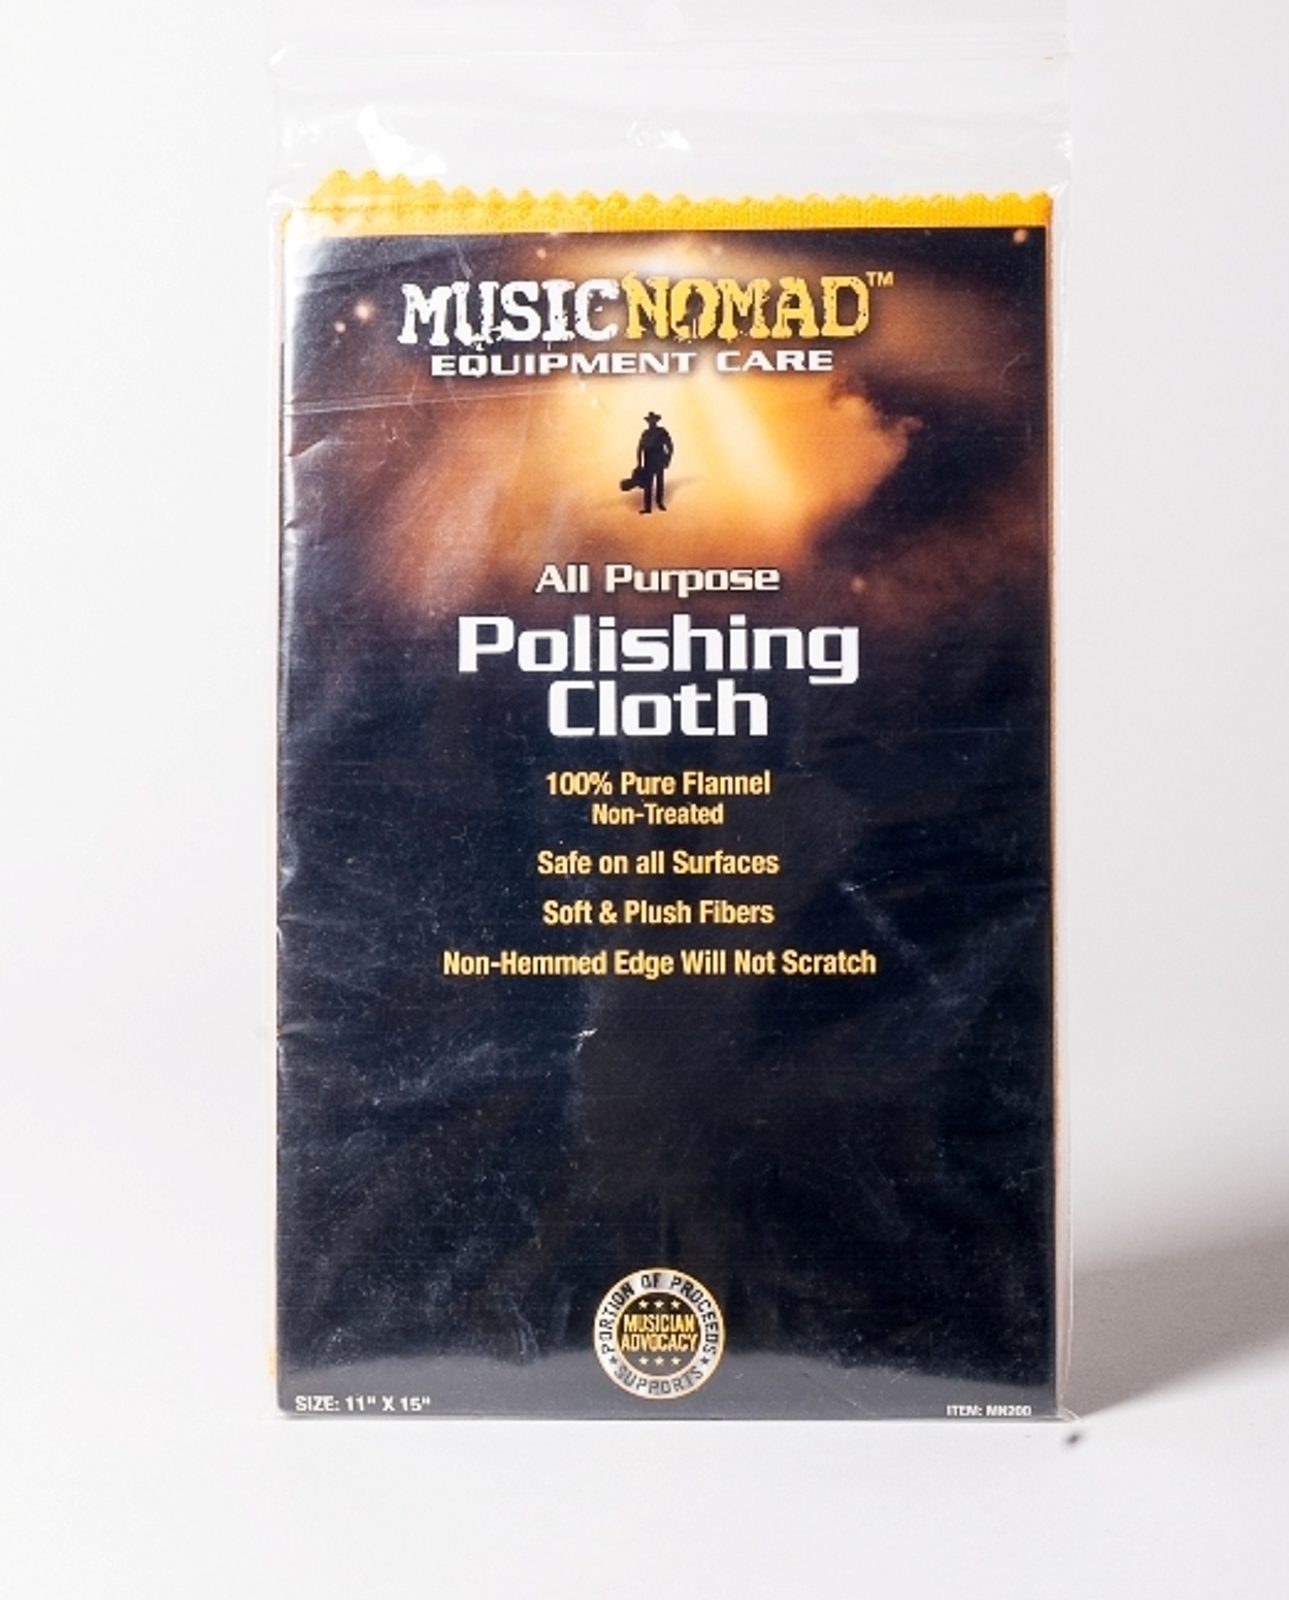 MUSICNOMAD™
EQUIPMENT CARE
All Purpose
Polishing
Cloth
100% Pure Flannel
Non-Treated
Safe on all Surfaces
Soft & Plush Fibers
Non-Hemmed Edge Will Not Scratch
PORTION OF PROCEEDS
MUSICIAN
ADVOCACY
SUPPORTS
SIZE: 11" X 15"
ITEM: MN200